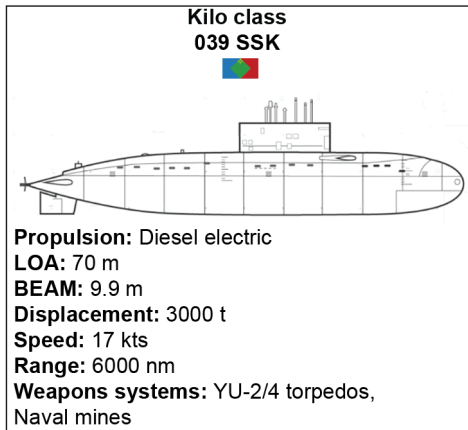 Kilo class
039 SSK
Propulsion: Diesel electric
LOA: 70 m
BEAM: 9.9 m
Displacement: 3000 t
Speed: 17 kts
Range: 6000 nm
Weapons systems: YU-2/4 torpedos,
Naval mines